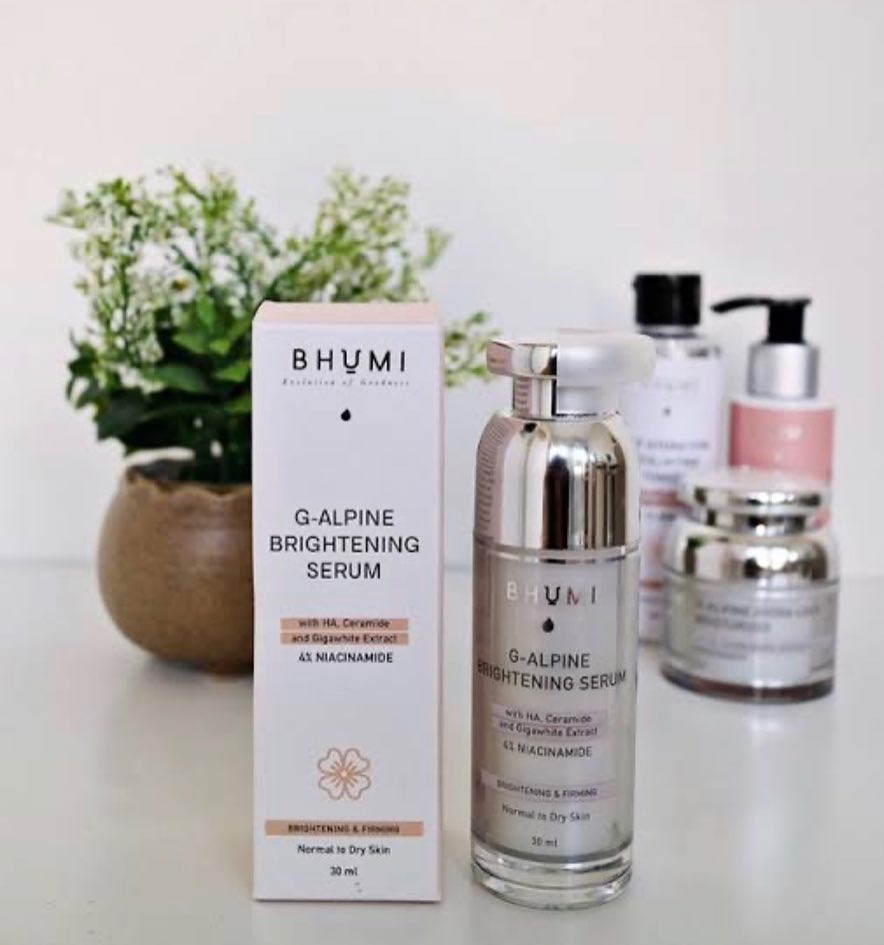 BHUMI
Evolution of Goodness
G-ALPINE
BRIGHTENING
SERUM
with HA, Ceramide
and Gigawhite Extract
4% NIACINAMIDE
BRIGHTENING & FIRMING
Normal to Dry Skin
30 ml
BHUMI
G-ALPINE
BRIGHTENING SERUM
with HA, Ceramide
and Gigawhite Extract
4% NIACINAMIDE
BRIGHTENING & FIRMING
Normal to Dry Skin
30 ml
BHUMI